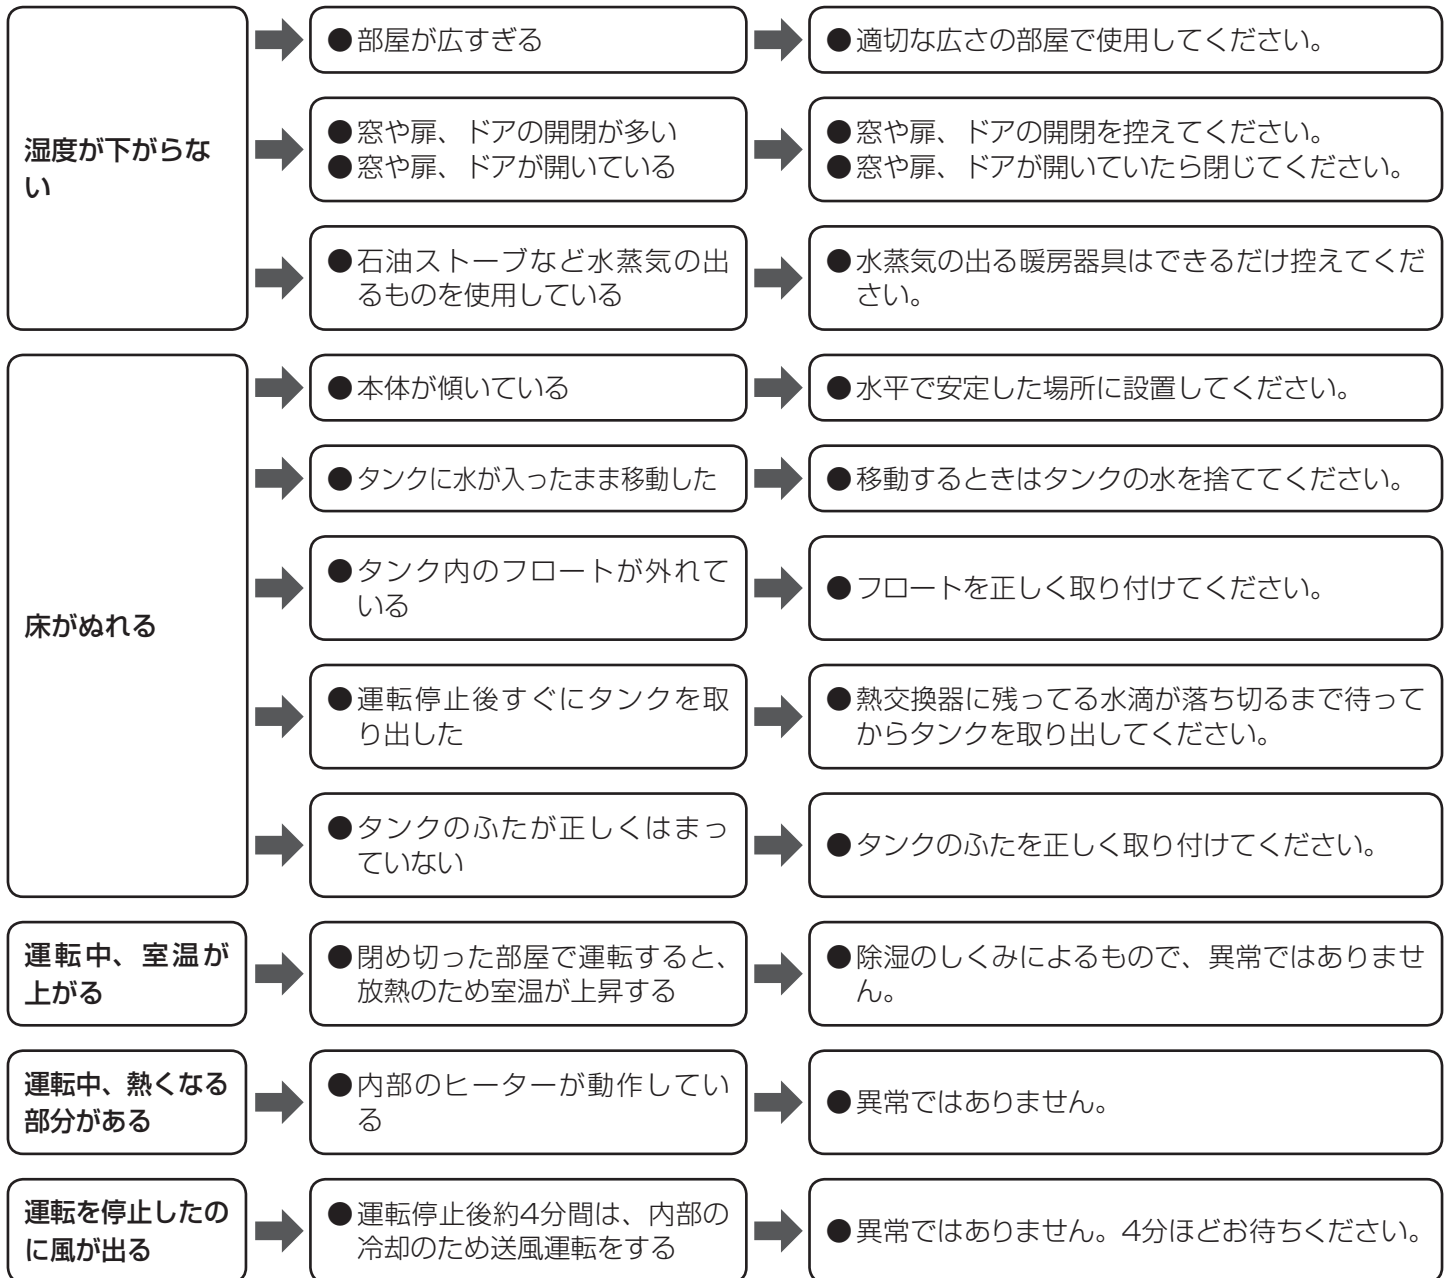 湿度が下がらな
い
●部屋が広すぎる
●適切な広さの部屋で使用してください。
●窓や扉、ドアの開閉が多い
●窓や扉、ドアが開いている
●窓や扉、ドアの開閉を控えてください。
●窓や扉、ドアが開いていたら閉じてください。
●石油ストーブなど水蒸気の出
るものを使用している
●水蒸気の出る暖房器具はできるだけ控えてくだ
さい。
床がぬれる
●本体が傾いている
●水平で安定した場所に設置してください。
●タンクに水が入ったまま移動した
●移動するときはタンクの水を捨ててください。
●タンク内のフロートが外れて
いる
●フロートを正しく取り付けてください。
●運転停止後すぐにタンクを取
り出した
●熱交換器に残ってる水滴が落ち切るまで待って
からタンクを取り出してください。
●タンクのふたが正しくはまっ
ていない
●タンクのふたを正しく取り付けてください。
運転中、室温が
上がる
●閉め切った部屋で運転すると、
放熱のため室温が上昇する
●除湿のしくみによるもので、異常ではありませ
ん。
運転中、熱くなる
部分がある
●内部のヒーターが動作してい
る
●異常ではありません。
運転を停止したの
に風が出る
●運転停止後約4分間は、内部の
冷却のため送風運転をする
●異常ではありません。4分ほどお待ちください。